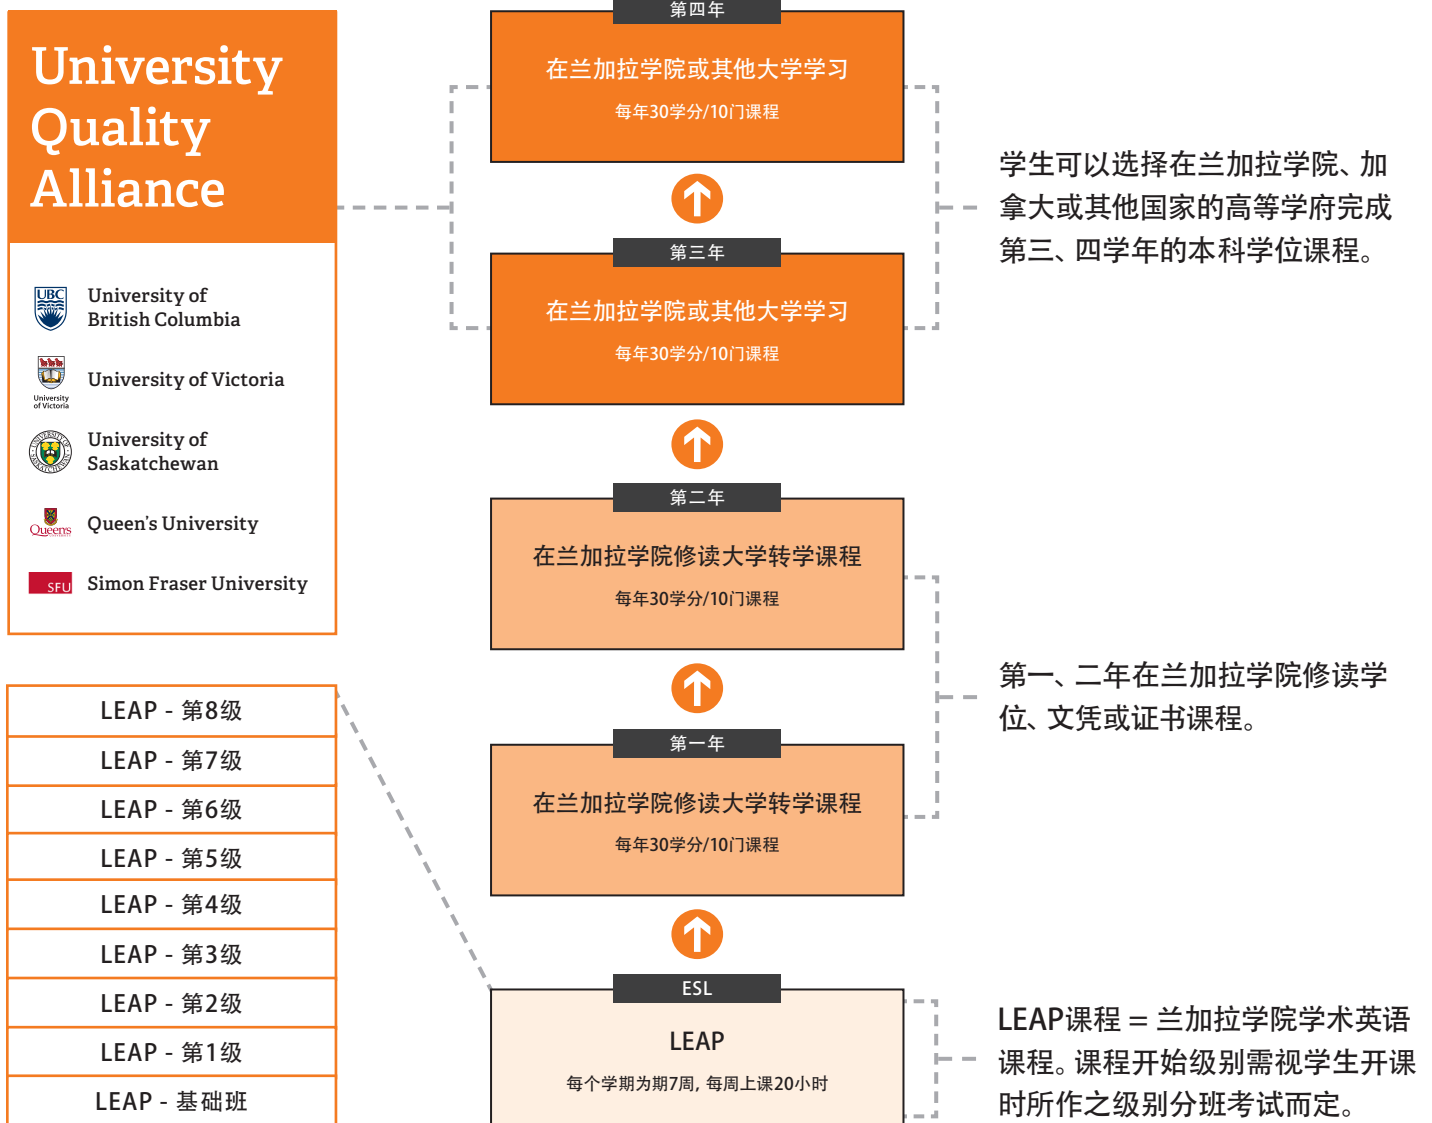 University
Quality
Alliance
UBC
University of
British Columbia
University
of Victoria
University of Victoria
UNIVERSITY OF
SASKATCHEWAN
University of
Saskatchewan
Queen's
Queen's University
SFU
Simon Fraser University
LEAP - 第8级
LEAP - 第7级
LEAP - 第6级
LEAP - 第5级
LEAP - 第4级
LEAP - 第3级
LEAP - 第2级
LEAP - 第1级
LEAP - 基础班
第四年
在兰加拉学院或其他大学学习
每年30学分/10门课程
第三年
在兰加拉学院或其他大学学习
每年30学分/10门课程
第二年
在兰加拉学院修读大学转学课程
每年30学分/10门课程
第一年
在兰加拉学院修读大学转学课程
每年30学分/10门课程
ESL
LEAP
每个学期为期7周, 每周上课20小时
学生可以选择在兰加拉学院、加
拿大或其他国家的高等学府完成
第三、四学年的本科学位课程。
第一、二年在兰加拉学院修读学
位、文凭或证书课程。
LEAP课程 = 兰加拉学院学术英语
课程。课程开始级别需视学生开课
时所作之级别分班考试而定。